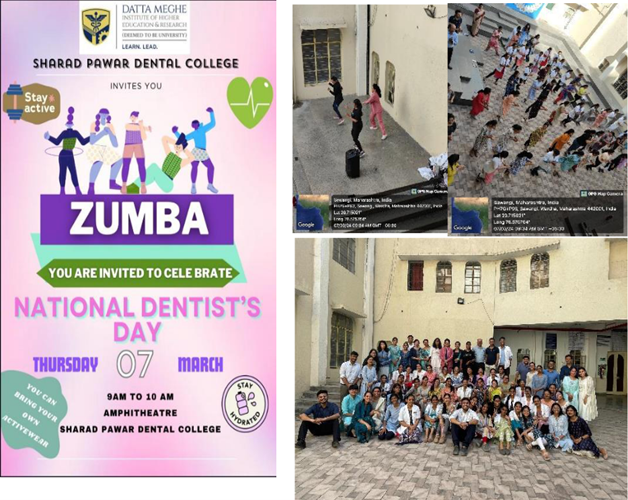 DATTA MEGHE
INSTITUTE OF HIGHER
EDUCATION & RESEARCH
(DEEMED TO BE UNIVERSITY)
LEARN. LEAD.
SHARAD PAWAR DENTAL COLLEGE
INVITES YOU
Stay
active
ZUMBA
YOU ARE INVITED TO CELEBRATE
NATIONAL DENTIST'S
DAY
THURSDAY 07 MARCH
9AM TO 10 AM
AMPHITHEATRE
SHARAD PAWAR DENTAL COLLEGE
YOU CAN
BRING YOUR
OWN
ACTIVEWEAR
STAY
HYDRATED
GPS Map Camera
Sawangi, Maharashtra, India
Google
GPS Map Camera
Sawangi, Maharashtra, India
Google